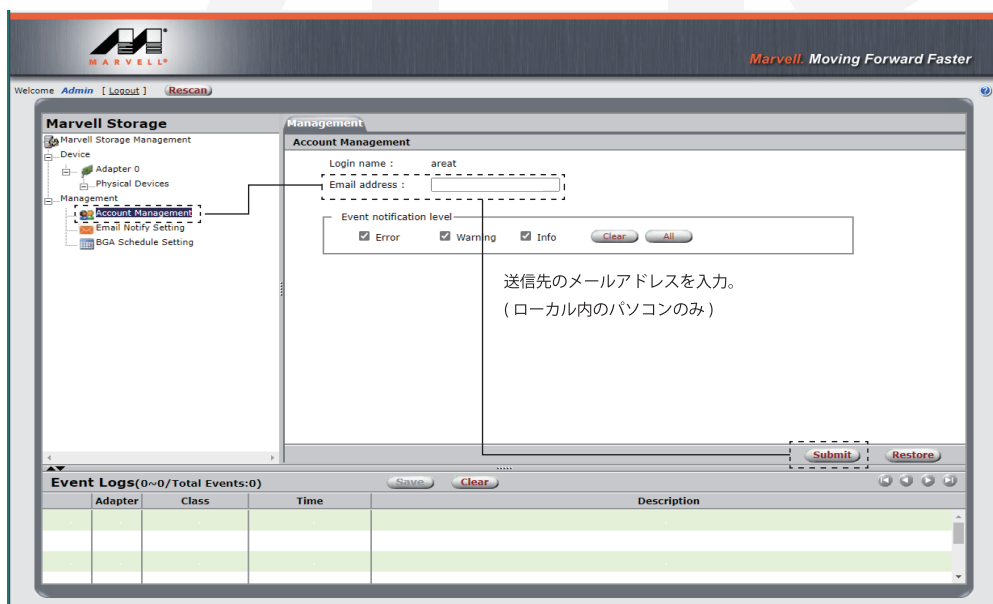 MARVELL®
Marvell. Moving Forward Faster
Welcome Admin [ Logout ] Rescan
Marvell Storage
Marvell Storage Management
Device
Adapter 0
Physical Devices
Management
Account Management
Email Notify Setting
BGA Schedule Setting
Management
Account Management
Login name : areat
Email address :
Event notification level
Error Warning Info Clear All
送信先のメールアドレスを入力。
( ローカル内のパソコンのみ )
Submit Restore
Event Logs(0~0/Total Events:0) Save Clear
Adapter Class Time Description